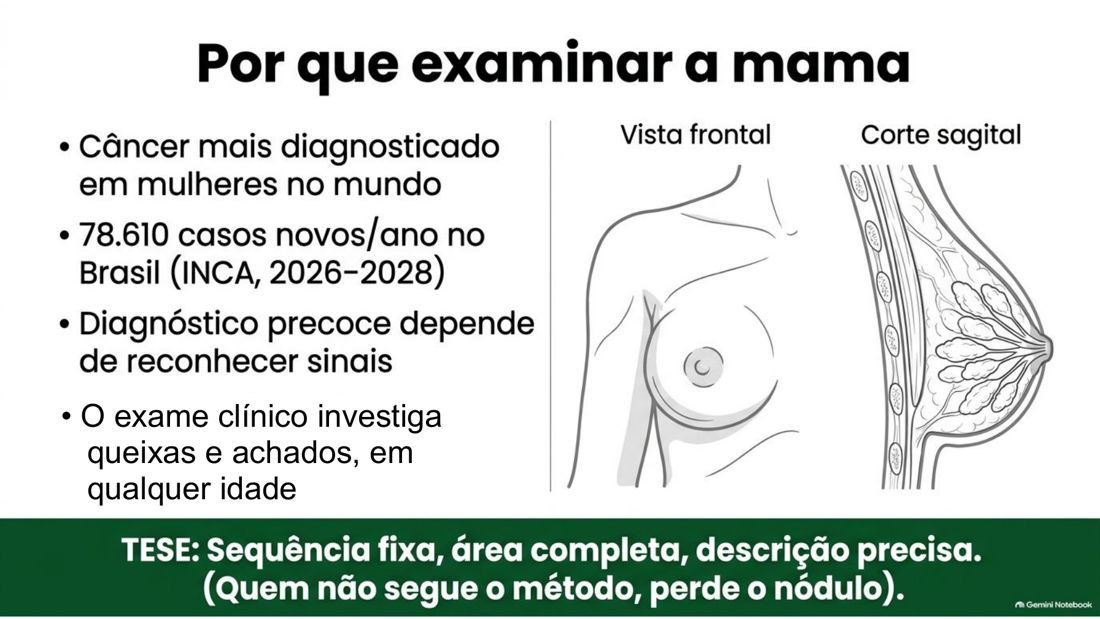 Por que examinar a mama
• Câncer mais diagnosticado
em mulheres no mundo
• 78.610 casos novos/ano no
Brasil (INCA, 2026-2028)
• Diagnóstico precoce depende
de reconhecer sinais
• O exame clínico investiga
queixas e achados, em
qualquer idade
Vista frontal
Corte sagital
TESE: Sequência fixa, área completa, descrição precisa.
(Quem não segue o método, perde o nódulo).
Gemini Notebook